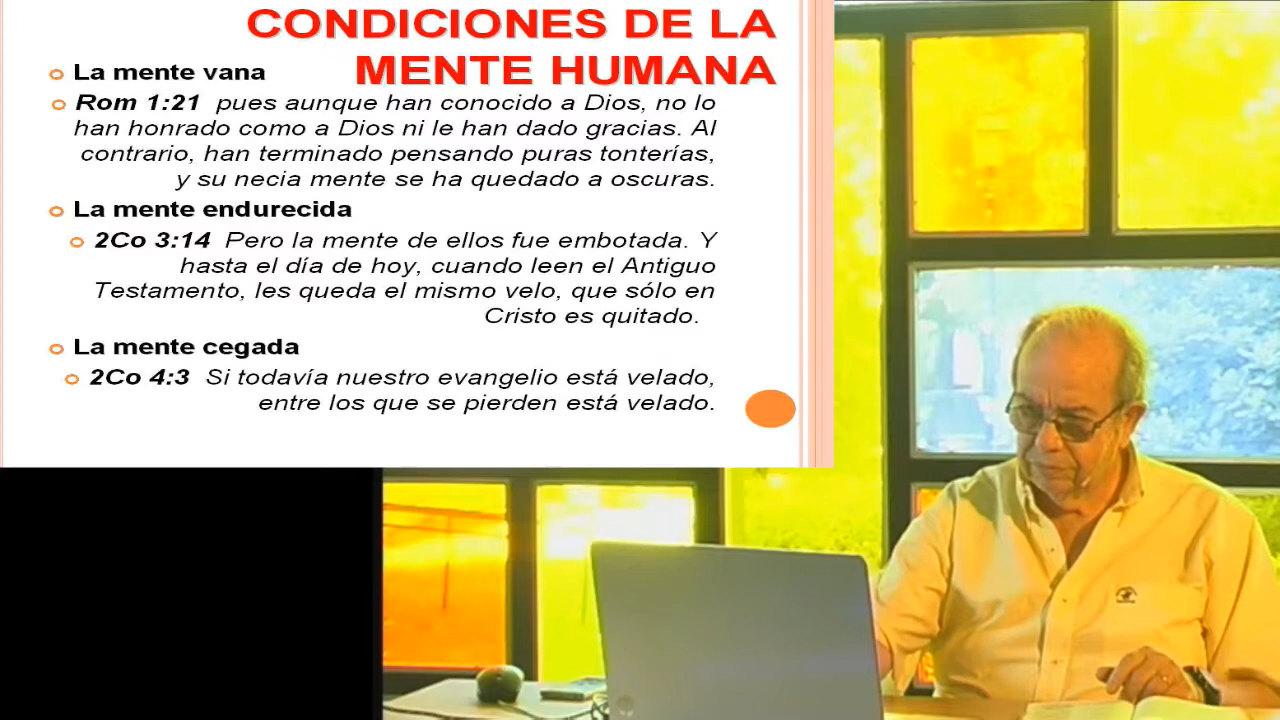 CONDICIONES DE LA
MENTE HUMANA
La mente vana
Rom 1:21 pues aunque han conocido a Dios, no lo
han honrado como a Dios ni le han dado gracias. Al
contrario, han terminado pensando puras tonterías,
y su necia mente se ha quedado a oscuras.
La mente endurecida
2Co 3:14 Pero la mente de ellos fue embotada. Y
hasta el día de hoy, cuando leen el Antiguo
Testamento, les queda el mismo velo, que sólo en
Cristo es quitado.
La mente cegada
2Co 4:3 Si todavía nuestro evangelio está velado,
entre los que se pierden está velado.